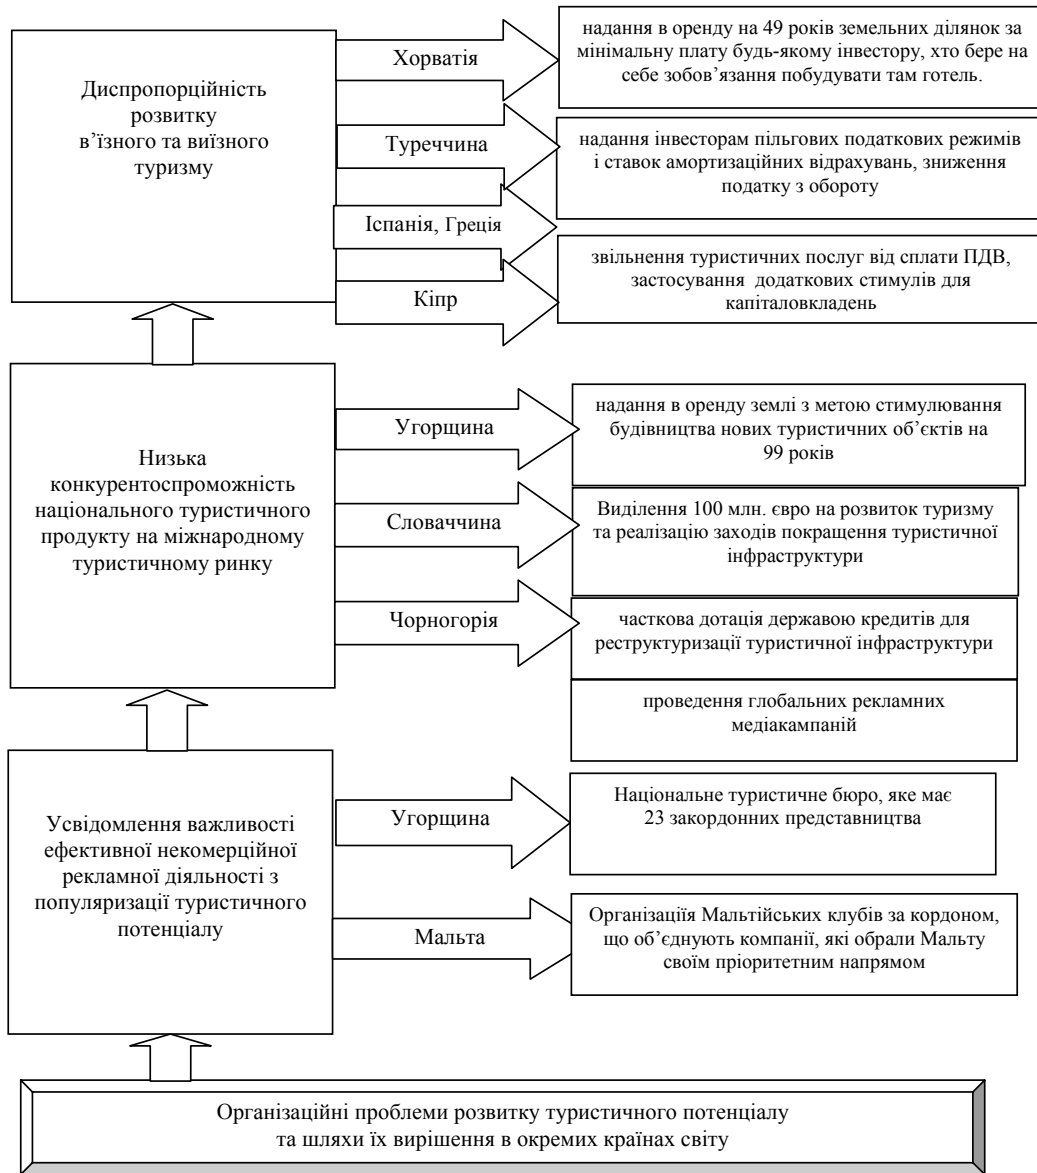 Диспропорційність
розвитку
в’їзного та виїзного
туризму
Хорватія
надання в оренду на 49 років земельних ділянок за
мінімальну плату будь-якому інвестору, хто бере на
себе зобов’язання побудувати там готель.
Туреччина
надання інвесторам пільгових податкових режимів
і ставок амортизаційних відрахувань, зниження
податку з обороту
Іспанія, Греція
Кіпр
звільнення туристичних послуг від сплати ПДВ,
застосування додаткових стимулів для
капіталовкладень
Низька
конкурентоспроможність
національного туристичного
продукту на міжнародному
туристичному ринку
Угорщина
надання в оренду землі з метою стимулювання
будівництва нових туристичних об’єктів на
99 років
Словаччина
Виділення 100 млн. євро на розвиток туризму
та реалізацію заходів покращення туристичної
інфраструктури
Чорногорія
часткова дотація державою кредитів для
реструктуризації туристичної інфраструктури
проведення глобальних рекламних
медіакампаній
Усвідомлення важливості
ефективної некомерційної
рекламної діяльності з
популяризації туристичного
потенціалу
Угорщина
Національне туристичне бюро, яке має
23 закордонних представництва
Мальта
Організаціїя Мальтійських клубів за кордоном,
що об’єднують компанії, які обрали Мальту
своїм пріоритетним напрямом
Організаційні проблеми розвитку туристичного потенціалу
та шляхи їх вирішення в окремих країнах світу